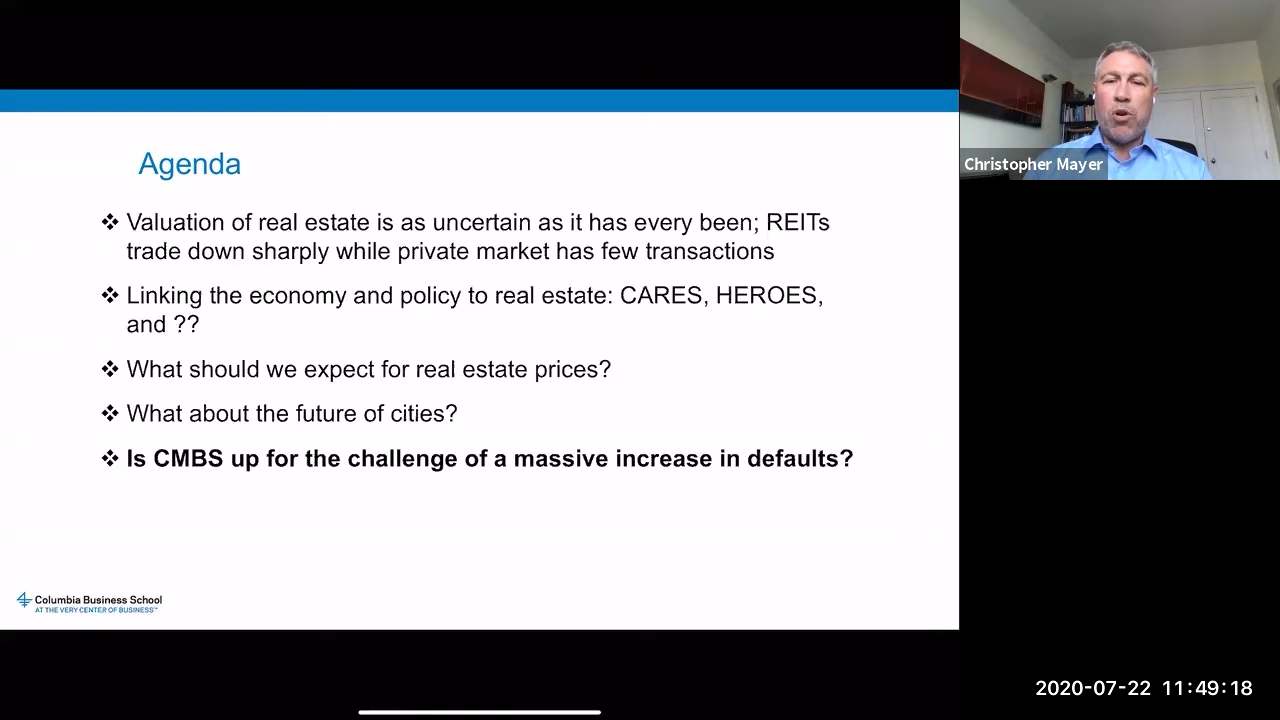 Agenda
❖ Valuation of real estate is as uncertain as it has every been; REITs
trade down sharply while private market has few transactions
❖ Linking the economy and policy to real estate: CARES, HEROES,
and ??
❖ What should we expect for real estate prices?
❖ What about the future of cities?
❖ Is CMBS up for the challenge of a massive increase in defaults?
Columbia Business School
AT THE VERY CENTER OF BUSINESS™
Christopher Mayer
2020-07-22 11:49:18